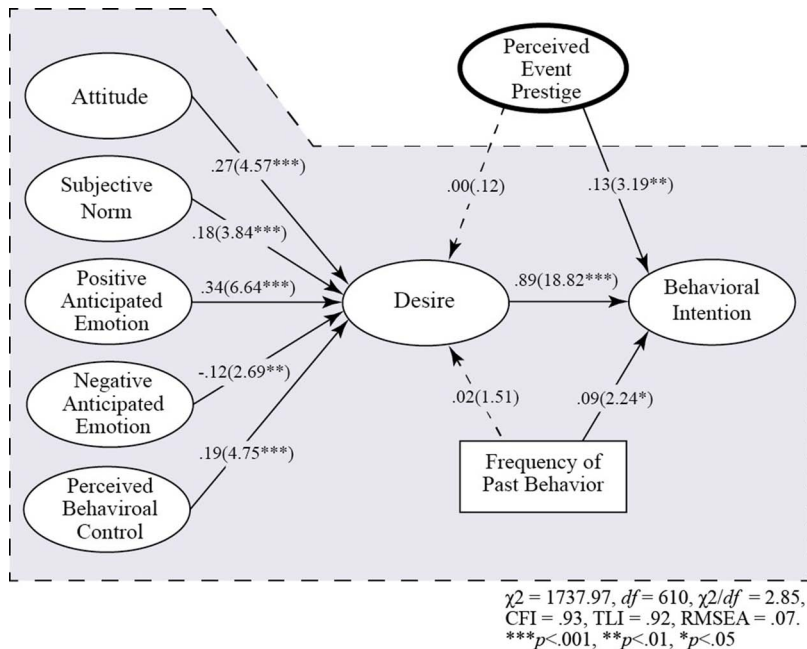 Perceived
Event
Prestige
Attitude
.27(4.57***)
.00(.12)
.13(3.19**)
Subjective
Norm
.18(3.84***)
Positive
Anticipated
Emotion
.34(6.64***)
Desire
.89(18.82***)
Behavioral
Intention
Negative
Anticipated
Emotion
-.12(2.69**)
.02(1.51)
.09(2.24*)
.19(4.75***)
Perceived
Behaviroal
Control
Frequency of
Past Behavior
χ2 = 1737.97, df = 610, χ2/df = 2.85,
CFI = .93, TLI = .92, RMSEA = .07.
***p<.001, **p<.01, *p<.05